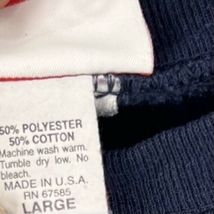 50% POLYESTER
50% COTTON
Machine wash warm.
Tumble dry low. No
bleach.
MADE IN U.S.A.
RN 67585
LARGE